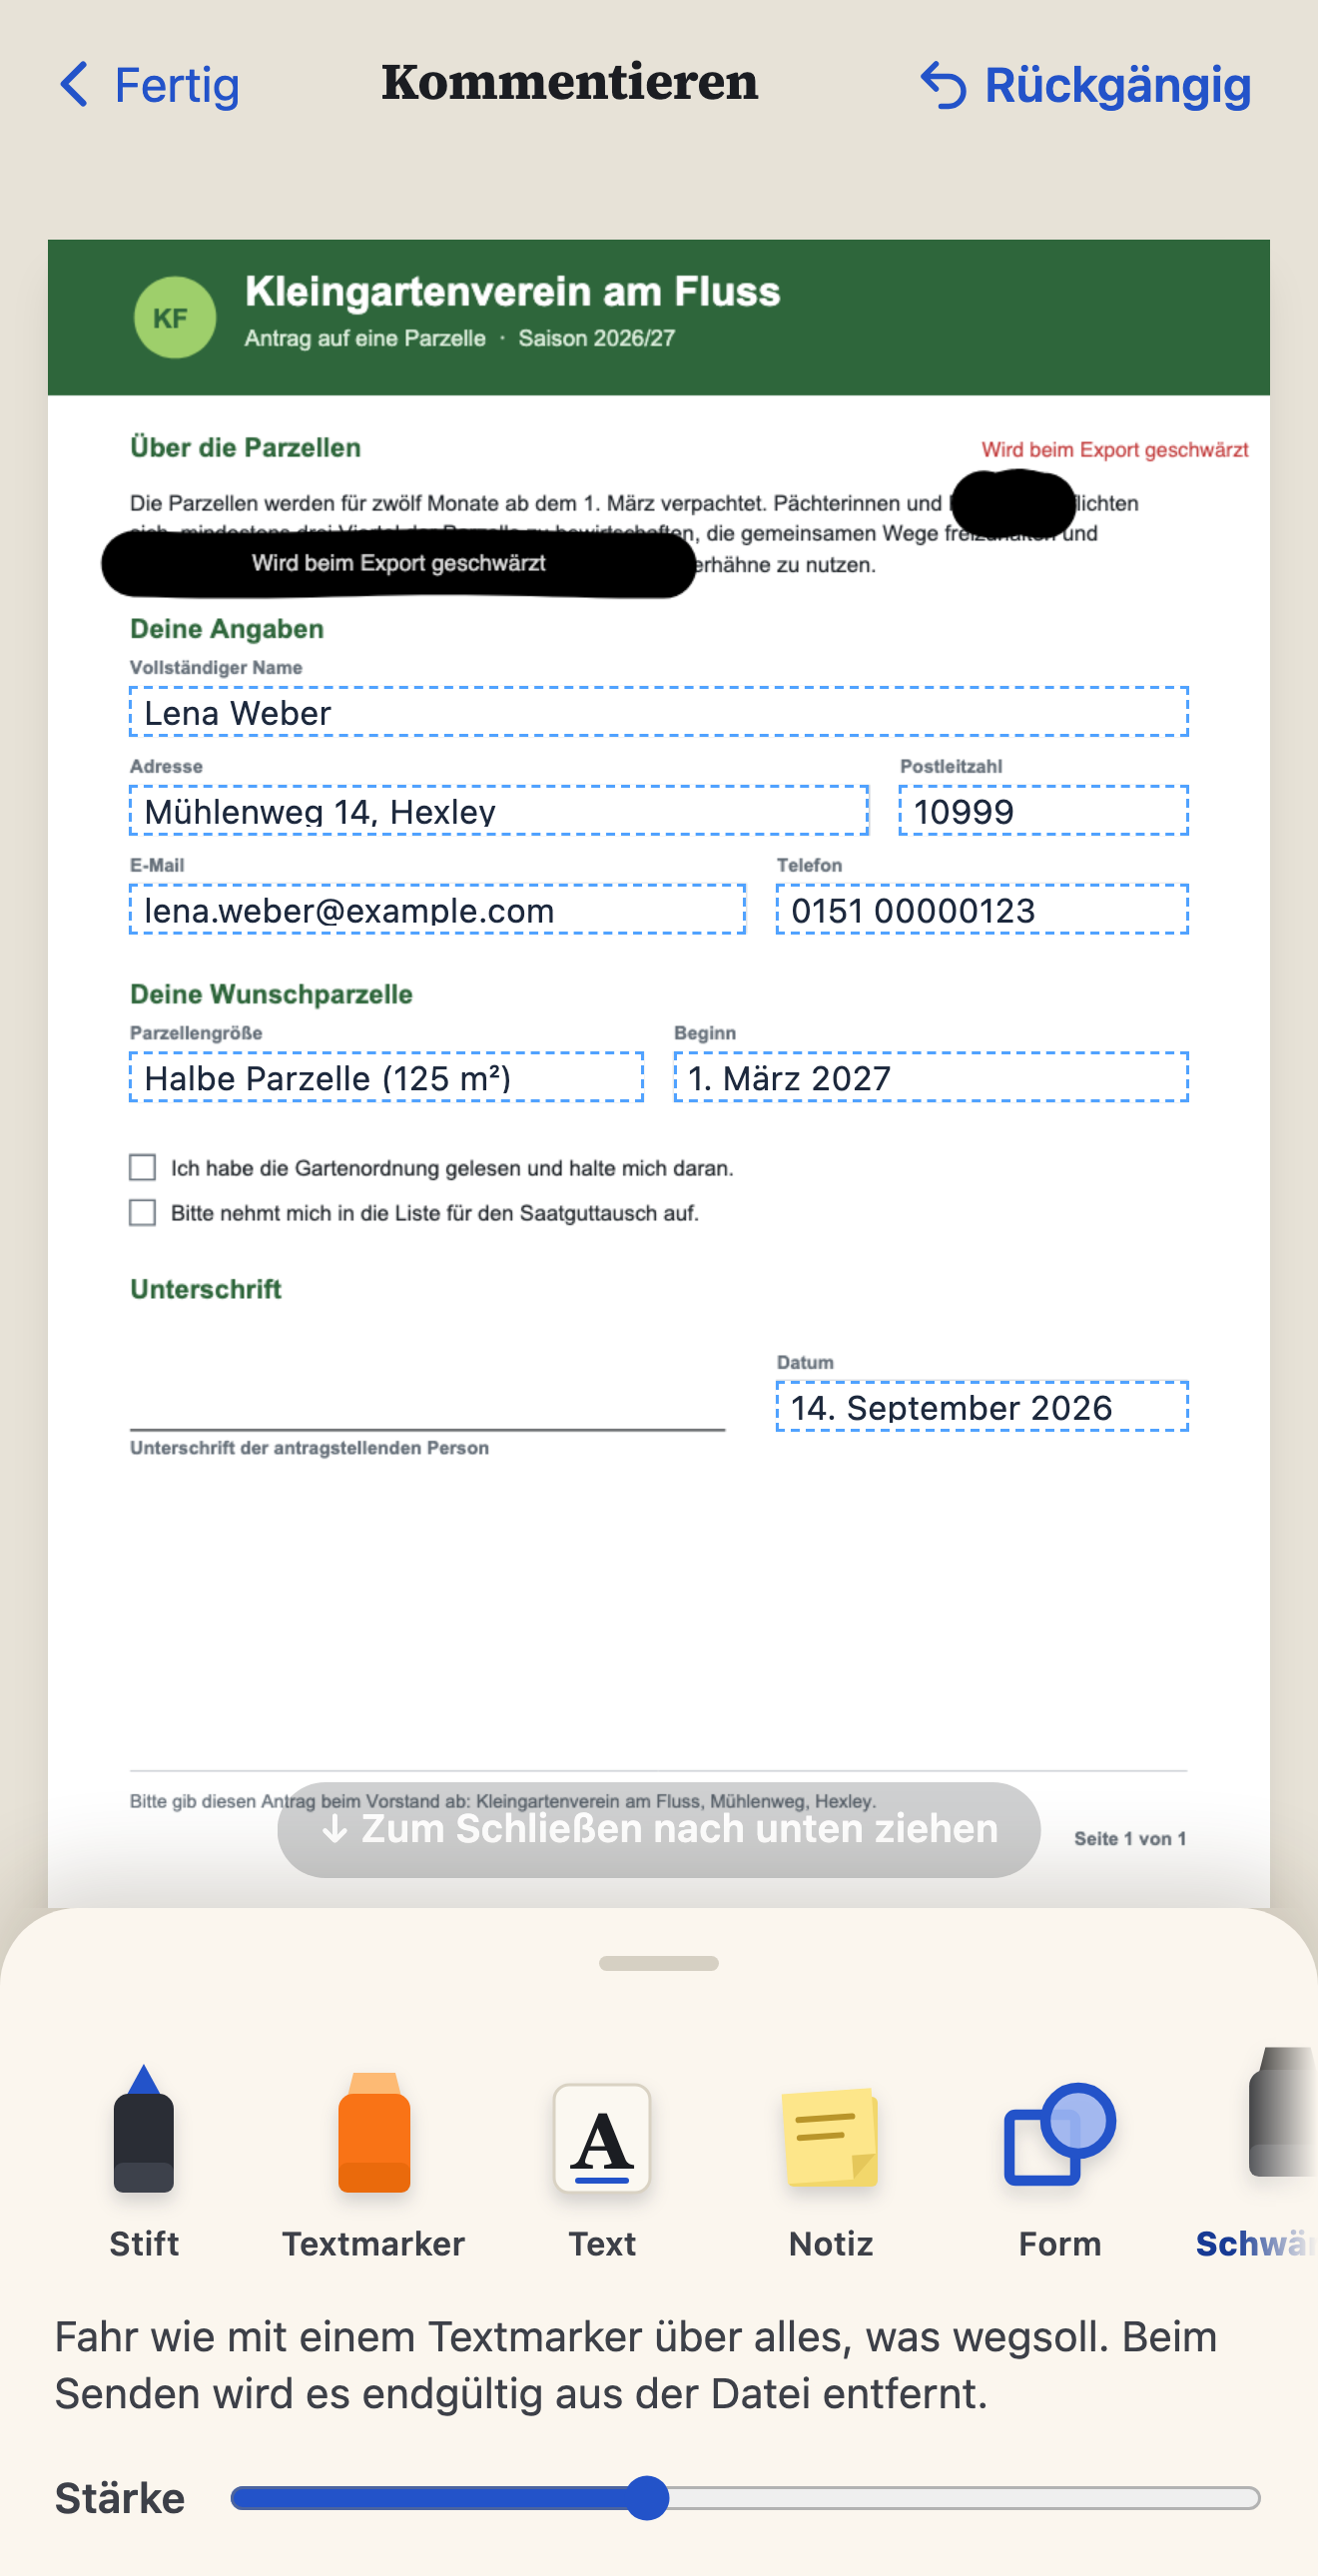 Fertig
Kommentieren
Rückgängig
KF
Kleingartenverein am Fluss
Antrag auf eine Parzelle · Saison 2026/27
Über die Parzellen
Wird beim Export geschwärzt
Die Parzellen werden für zwölf Monate ab dem 1. März verpachtet. Pächterinnen und
die gemeinsamen Wege und
Wird beim Export geschwärzt
zu nutzen.
Deine Angaben
Vollständiger Name
Lena Weber
Adresse
Postleitzahl
Mühlenweg 14, Hexley
10999
E-Mail
Telefon
lena.weber@example.com
0151 00000123
Deine Wunschparzelle
Parzellengröße
Beginn
Halbe Parzelle (125 m²)
1. März 2027
Ich habe die Gartenordnung gelesen und halte mich daran.
Bitte nehmt mich in die Liste für den Saatguttausch auf.
Unterschrift
Datum
14. September 2026
Unterschrift der antragstellenden Person
Bitte gib diesen Antrag beim Vorstand ab: Kleingartenverein am Fluss, Mühlenweg, Hexley.
↓ Zum Schließen nach unten ziehen
Seite 1 von 1
A
Stift
Textmarker
Text
Notiz
Form
Fahr wie mit einem Textmarker über alles, was wegsoll. Beim
Senden wird es endgültig aus der Datei entfernt.
Stärke